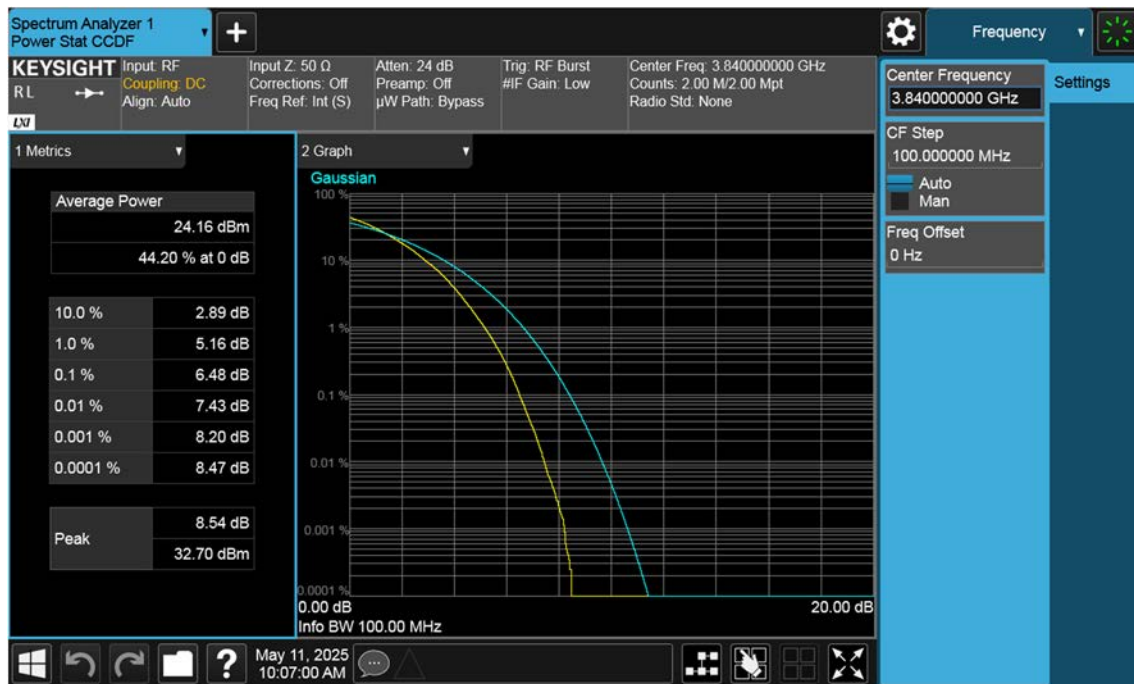 Spectrum Analyzer 1
Power Stat CCDF
Frequency
KEYSIGHT
RL
LXI
Input: RF
Coupling: DC
Align: Auto
Input Z: 50 Ω
Corrections: Off
Freq Ref: Int (S)
Atten: 24 dB
Preamp: Off
µW Path: Bypass
Trig: RF Burst
#IF Gain: Low
Center Freq: 3.840000000 GHz
Counts: 2.00 M/2.00 Mpt
Radio Std: None
Center Frequency
3.840000000 GHz
Settings
CF Step
100.000000 MHz
Auto
Man
Freq Offset
0 Hz
1 Metrics
Average Power
24.16 dBm
44.20 % at 0 dB
10.0 % 2.89 dB
1.0 % 5.16 dB
0.1 % 6.48 dB
0.01 % 7.43 dB
0.001 % 8.20 dB
0.0001 % 8.47 dB
Peak
8.54 dB
32.70 dBm
2 Graph
Gaussian
100 %
10 %
1 %
0.1 %
0.01 %
0.001 %
0.0001 %
0.00 dB 20.00 dB
Info BW 100.00 MHz
?
May 11, 2025
10:07:00 AM